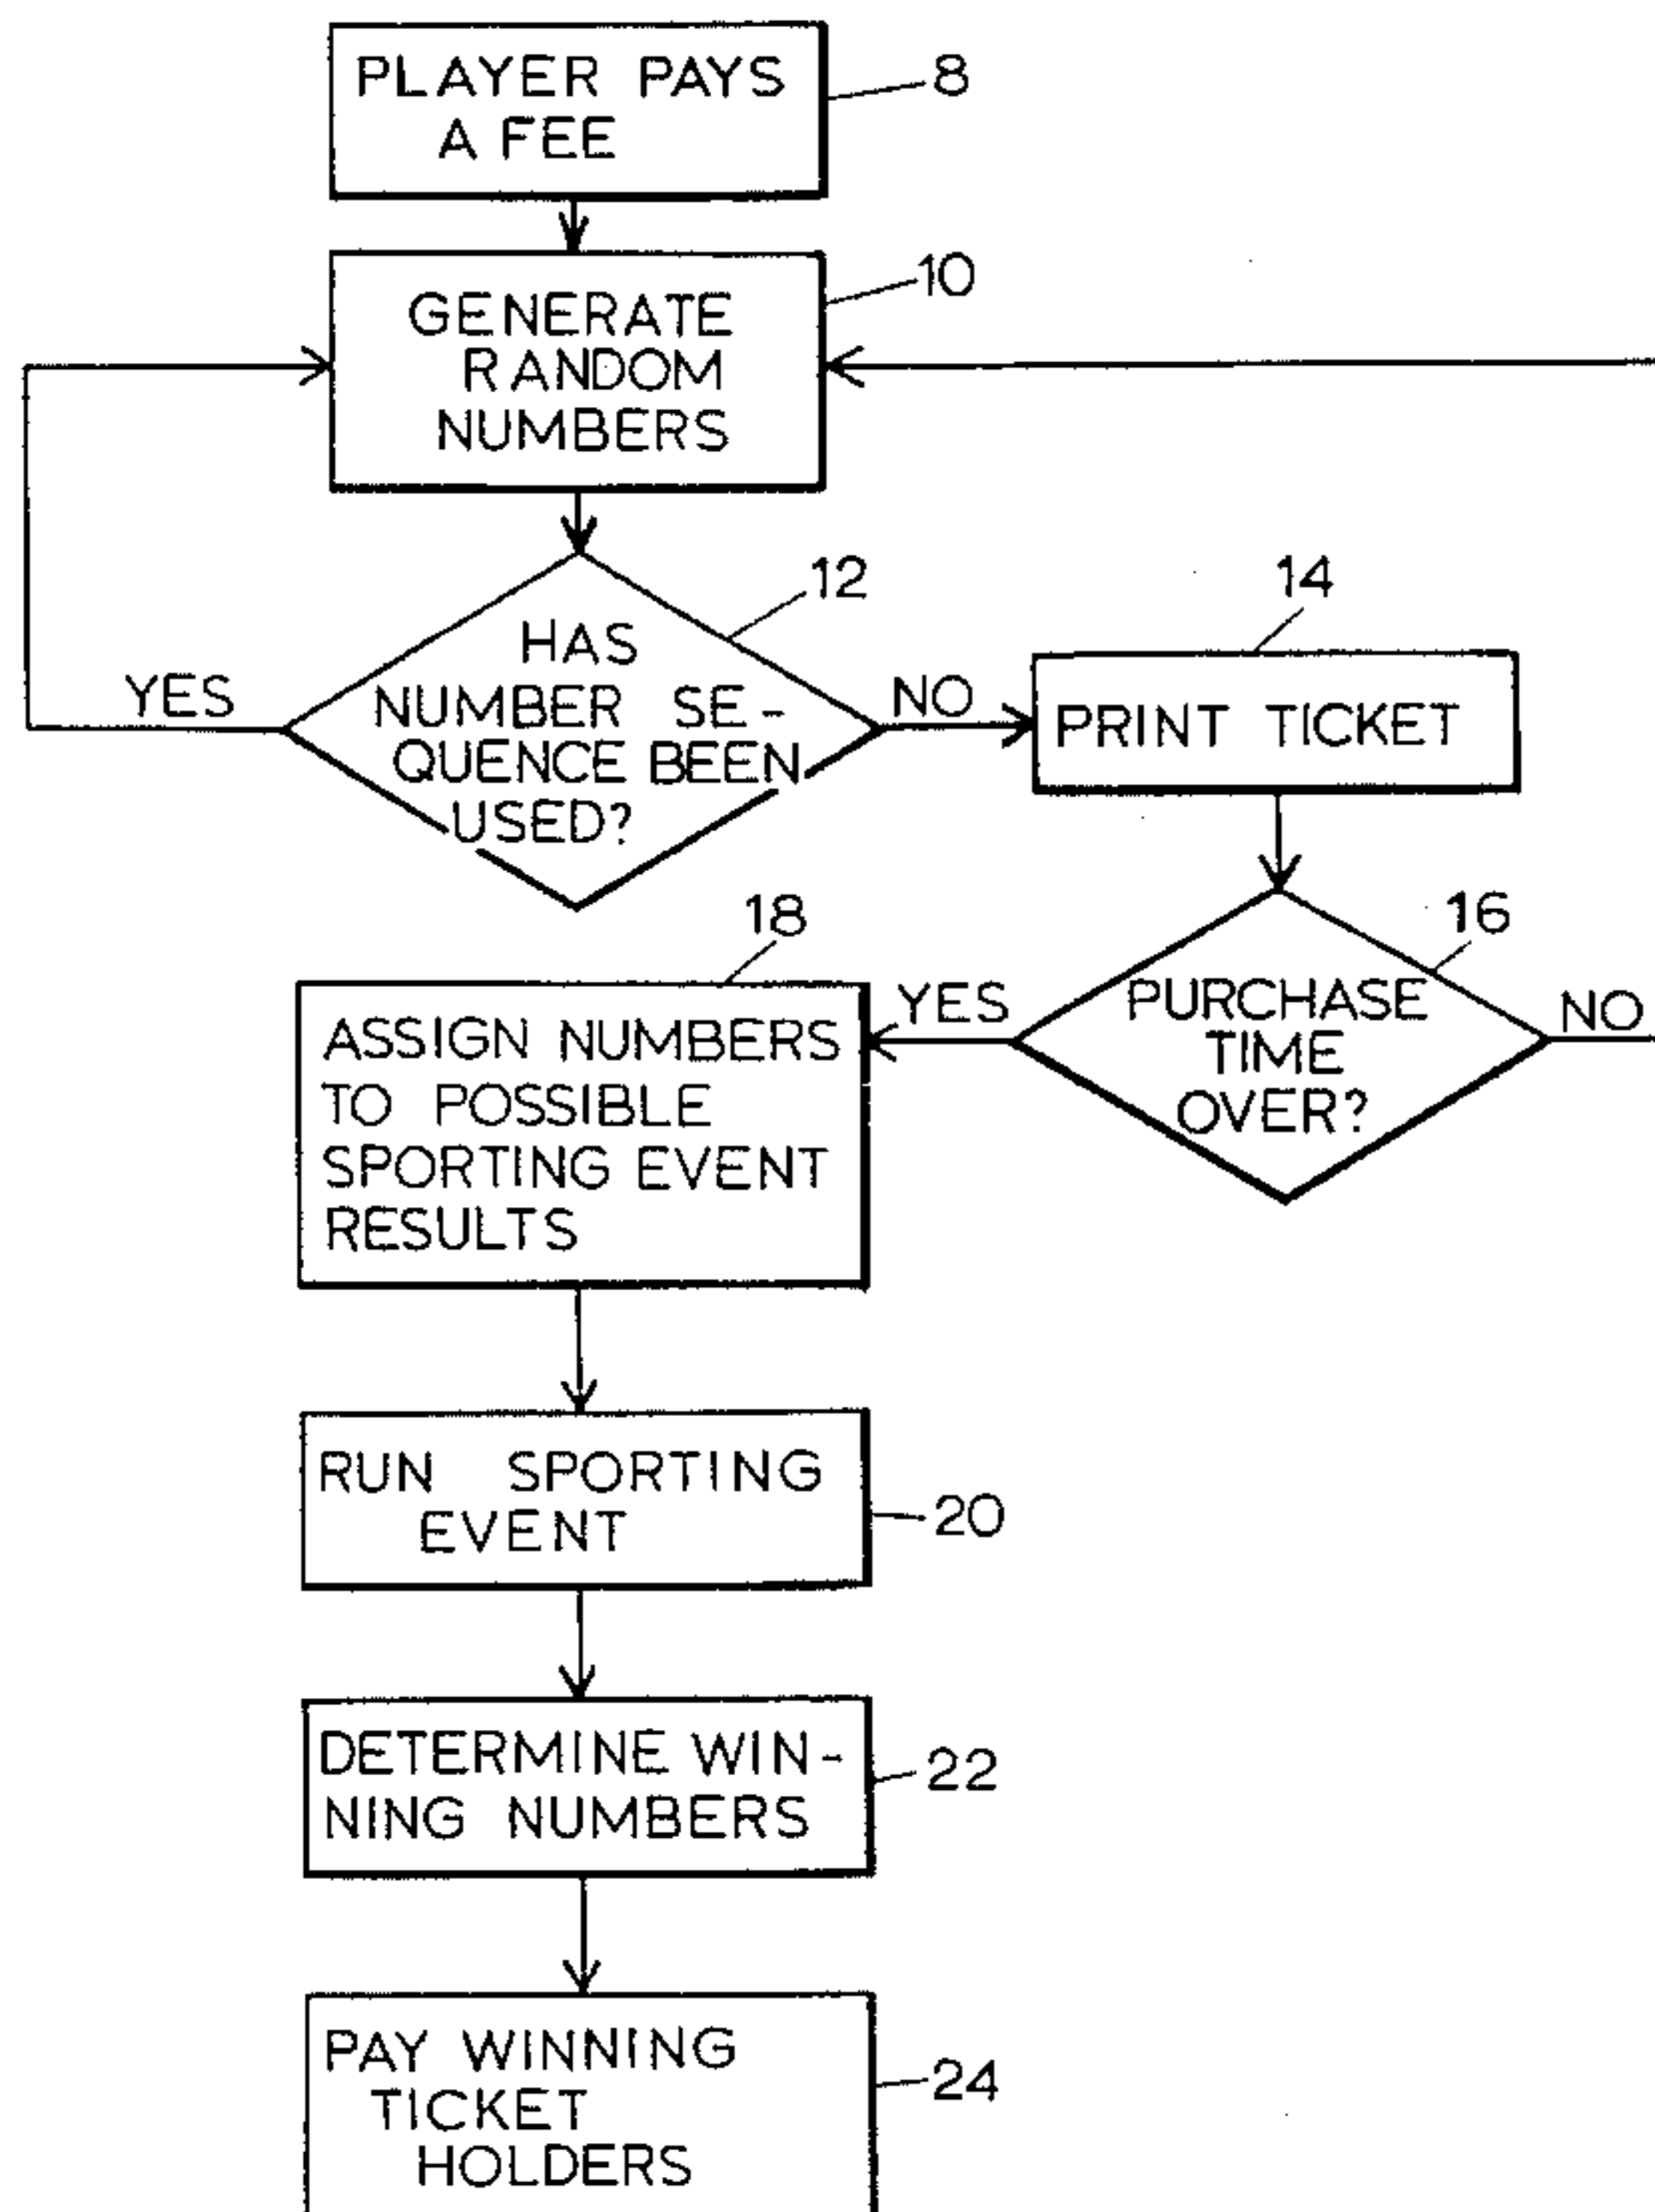 PLAYER PAYS
A FEE
8
GENERATE
RANDOM
NUMBERS
10
HAS
NUMBER SE-
QUENCE BEEN
USED?
12
YES
NO
PRINT TICKET
14
PURCHASE
TIME
OVER?
16
YES
NO
ASSIGN NUMBERS
TO POSSIBLE
SPORTING EVENT
RESULTS
18
RUN SPORTING
EVENT
20
DETERMINE WIN-
NING NUMBERS
22
PAY WINNING
TICKET
HOLDERS
24